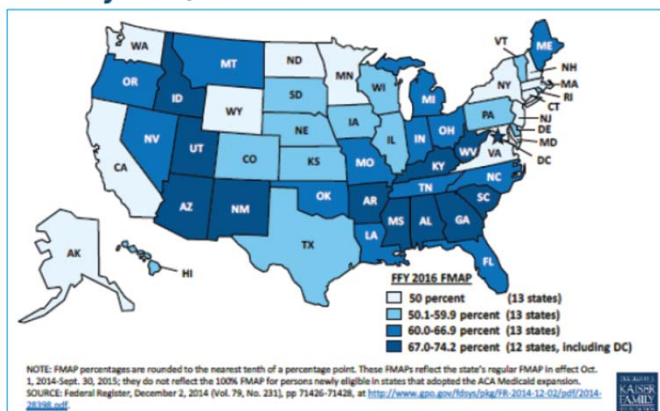 WA
OR
CA
NV
ID
MT
WY
UT
AZ
NM
CO
ND
SD
NE
KS
OK
TX
MN
IA
MO
AR
LA
WI
IL
MI
IN
OH
KY
TN
MS
AL
GA
FL
SC
NC
WV
VA
PA
NY
VT
ME
NH
MA
RI
CT
NJ
DE
MD
DC
AK
HI
FFY 2016 FMAP
50 percent (13 states)
50.1-59.9 percent (13 states)
60.0-66.9 percent (13 states)
67.0-74.2 percent (12 states, including DC)
NOTE: FMAP percentages are rounded to the nearest tenth of a percentage point. These FMAPs reflect the state's regular FMAP in effect Oct.
1, 2014-Sept. 30, 2015; they do not reflect the 100% FMAP for persons newly eligible in states that adopted the ACA Medicaid expansion.
SOURCE: Federal Register, December 2, 2014 (Vol. 79, No. 231), pp 71426-71428, at http://www.gpo.gov/fdsys/pkg/FR-2014-12-02/pdf/2014-
28398.pdf.
KAISER
FAMILY